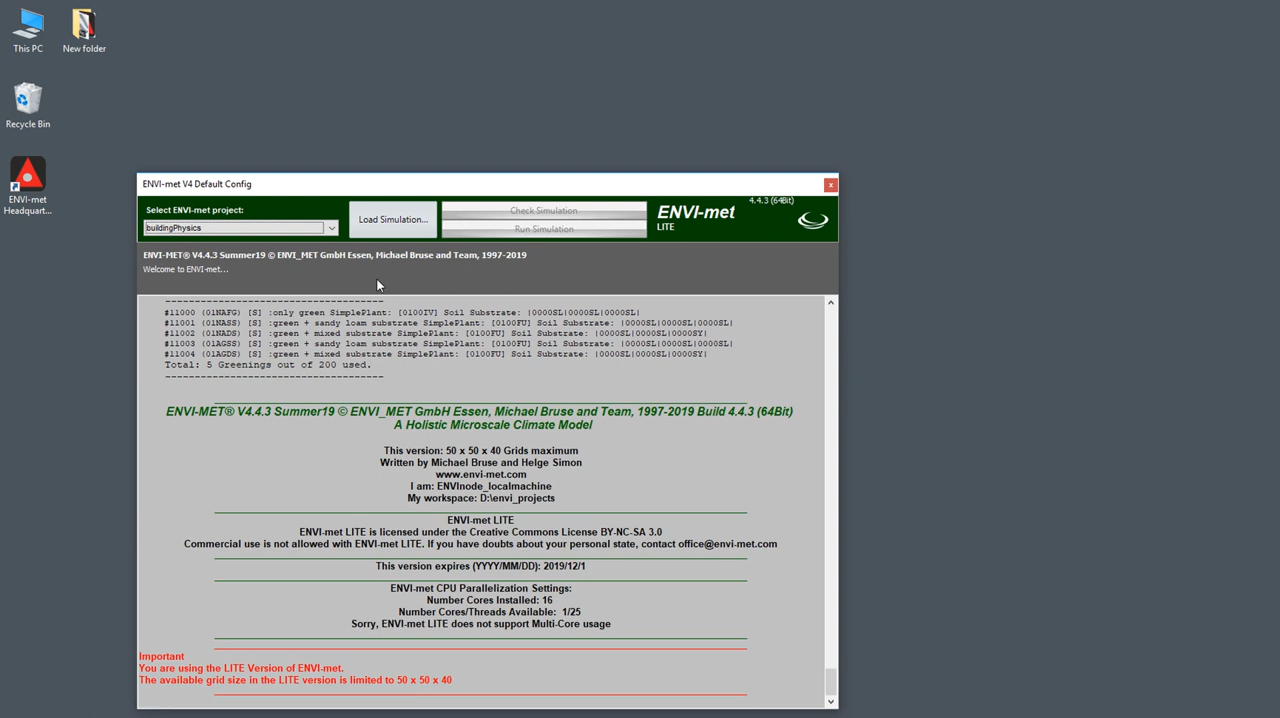 This PC
New folder
Recycle Bin
ENVI-met
Headquart...
ENVI-met V4 Default Config
x
Select ENVI-met project:
buildingPhysics
Load Simulation...
Check Simulation
Run Simulation
ENVI-met
LITE
4.4.3 (64Bit)
ENVI-MET® V4.4.3 Summer19 © ENVI_MET GmbH Essen, Michael Bruse and Team, 1997-2019
Welcome to ENVI-met...
------------------------------------
#11000 (01NAFG) [S] :only green SimplePlant: [0100IV] Soil Substrate: |0000SL|0000SL|0000SL|
#11001 (01NASS) [S] :green + sandy loam substrate SimplePlant: [0100FU] Soil Substrate: |0000SL|0000SL|0000SL|
#11002 (01NADS) [S] :green + mixed substrate SimplePlant: [0100FU] Soil Substrate: |0000SL|0000SL|0000SY|
#11003 (01AGSS) [S] :green + sandy loam substrate SimplePlant: [0100FU] Soil Substrate: |0000SL|0000SL|0000SL|
#11004 (01AGDS) [S] :green + mixed substrate SimplePlant: [0100FU] Soil Substrate: |0000SL|0000SL|0000SY|
Total: 5 Greenings out of 200 used.
------------------------------------
ENVI-MET® V4.4.3 Summer19 © ENVI_MET GmbH Essen, Michael Bruse and Team, 1997-2019 Build 4.4.3 (64Bit)
A Holistic Microscale Climate Model
This version: 50 x 50 x 40 Grids maximum
Written by Michael Bruse and Helge Simon
www.envi-met.com
I am: ENVInode_localmachine
My workspace: D:\envi_projects
ENVI-met LITE
ENVI-met LITE is licensed under the Creative Commons License BY-NC-SA 3.0
Commercial use is not allowed with ENVI-met LITE. If you have doubts about your personal state, contact office@envi-met.com
This version expires (YYYY/MM/DD): 2019/12/1
ENVI-met CPU Parallelization Settings:
Number Cores Installed: 16
Number Cores/Threads Available: 1/25
Sorry, ENVI-met LITE does not support Multi-Core usage
Important
You are using the LITE Version of ENVI-met.
The available grid size in the LITE version is limited to 50 x 50 x 40